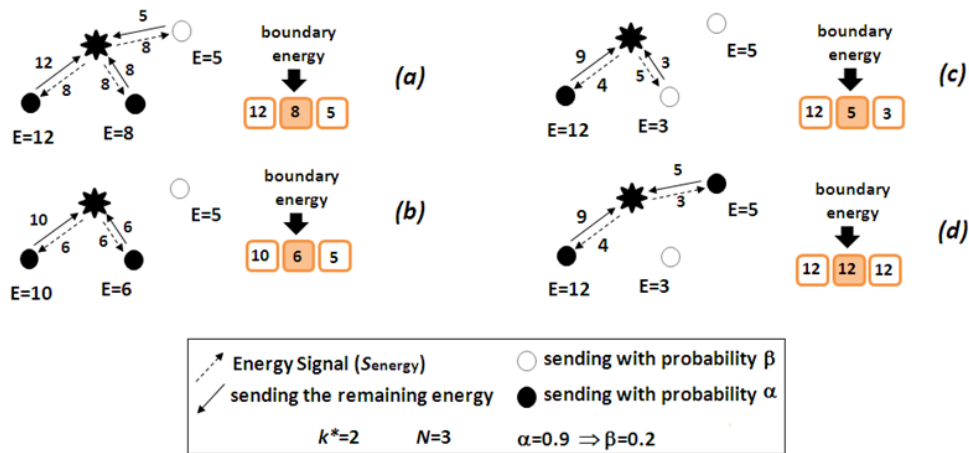 5
8
12
8
8
8
E=5
E=12
E=8
boundary
energy
12 8 5
(a)
9
4
5
3
E=5
E=12
E=3
boundary
energy
12 5 3
(c)
10
6
6
6
E=5
E=10
E=6
boundary
energy
10 6 5
(b)
5
3
9
4
E=5
E=12
E=3
boundary
energy
12 12 12
(d)
Energy Signal (Senergy)
sending the remaining energy
sending with probability β
sending with probability α
k*=2 N=3 α=0.9 ⇒ β=0.2